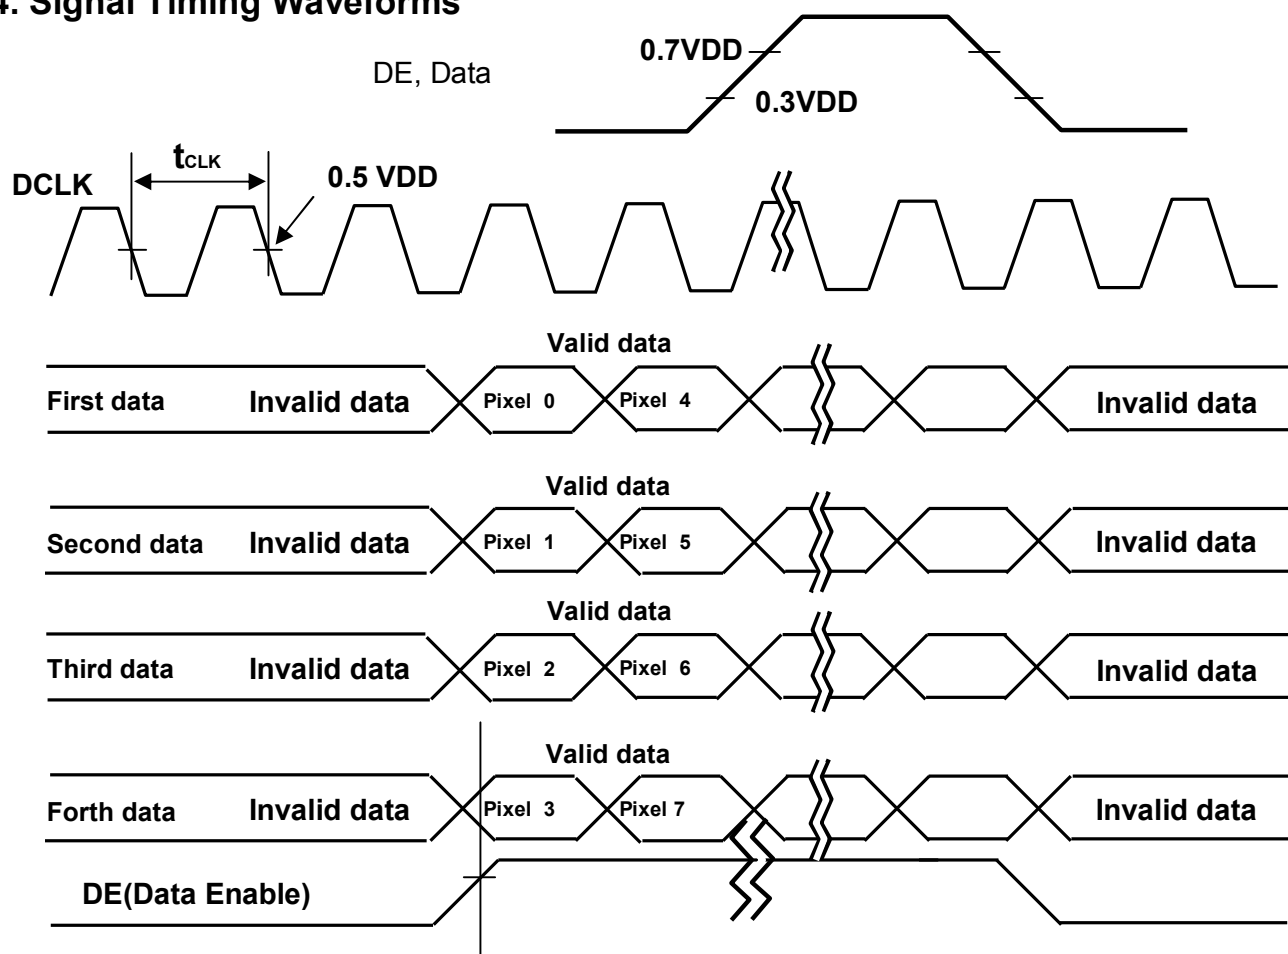 4. Signal Timing Waveforms
0.7VDD
DE, Data
0.3VDD
tCLK
DCLK
0.5 VDD
Valid data
First data Invalid data Pixel 0 Pixel 4 Invalid data
Valid data
Second data Invalid data Pixel 1 Pixel 5 Invalid data
Valid data
Third data Invalid data Pixel 2 Pixel 6 Invalid data
Valid data
Forth data Invalid data Pixel 3 Pixel 7 Invalid data
DE(Data Enable)